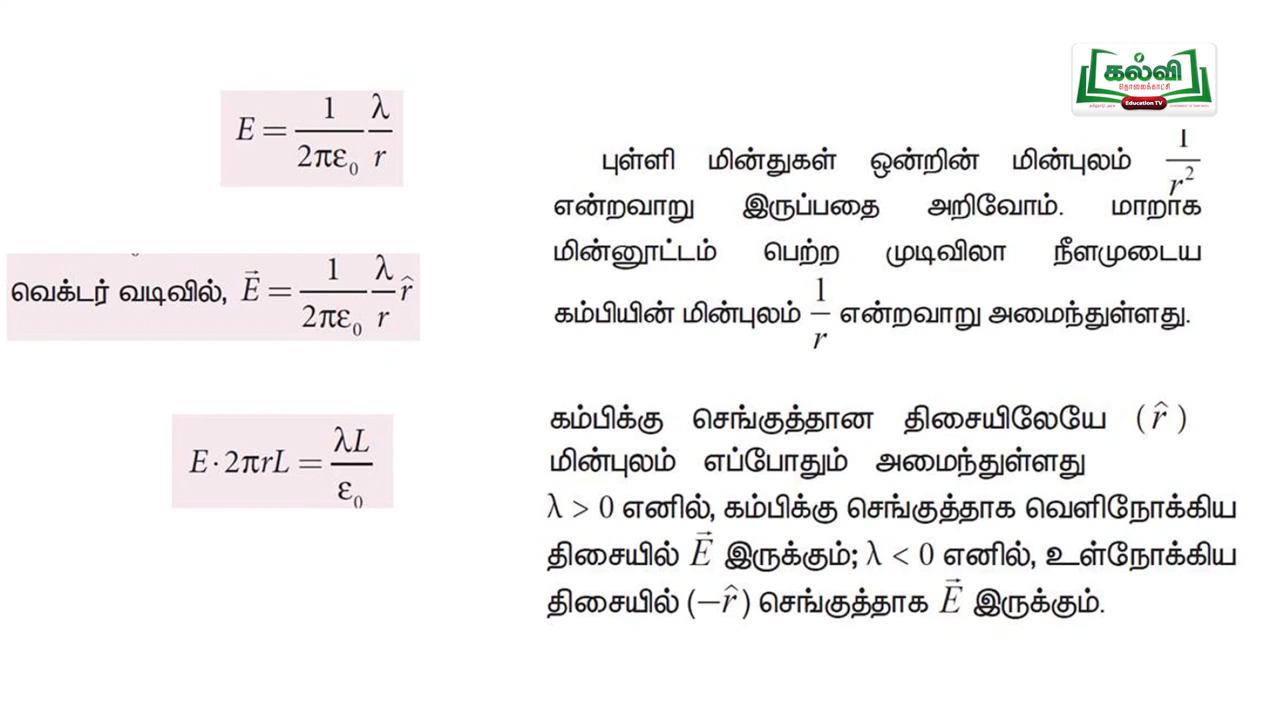 கல்வி
தொலைக்காட்சி
Education TV
E = 1/2πε₀ λ/r
வெக்டர் வடிவில், E⃗ = 1/2πε₀ λ/r r̂
E · 2πrL = λL/ε₀
புள்ளி மின்துகள் ஒன்றின் மின்புலம் 1/r²
என்றவாறு இருப்பதை அறிவோம். மாறாக
மின்னூட்டம் பெற்ற முடிவிலா நீளமுடைய
கம்பியின் மின்புலம் 1/r என்றவாறு அமைந்துள்ளது.
கம்பிக்கு செங்குத்தான திசையிலேயே (r̂)
மின்புலம் எப்போதும் அமைந்துள்ளது
λ > 0 எனில், கம்பிக்கு செங்குத்தாக வெளிநோக்கிய
திசையில் E⃗ இருக்கும்; λ < 0 எனில், உள்நோக்கிய
திசையில் (−r̂) செங்குத்தாக E⃗ இருக்கும்.